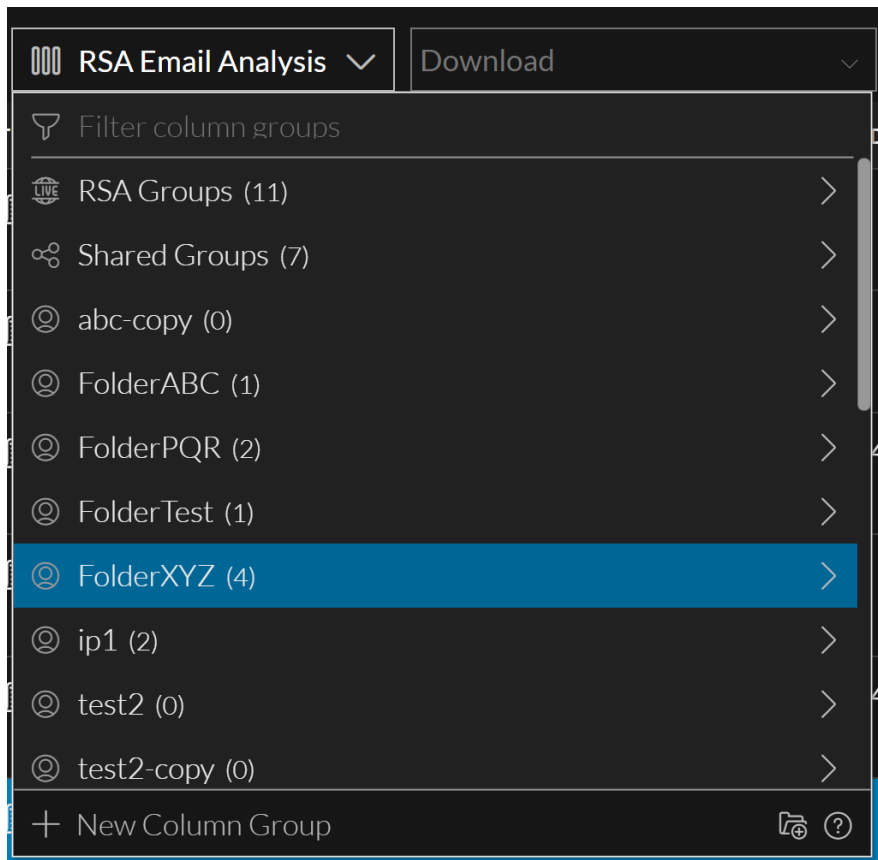 RSA Email Analysis
Download
Filter column groups
LIVE RSA Groups (11)
Shared Groups (7)
abc-copy (0)
FolderABC (1)
FolderPQR (2)
FolderTest (1)
FolderXYZ (4)
ip1 (2)
test2 (0)
test2-copy (0)
+ New Column Group
?